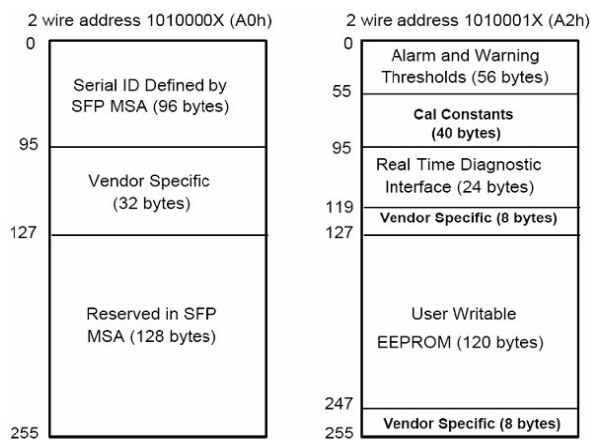 2 wire address 1010000X (A0h)
0
Serial ID Defined by
SFP MSA (96 bytes)
95
Vendor Specific
(32 bytes)
127
Reserved in SFP
MSA (128 bytes)
255
2 wire address 1010001X (A2h)
0
Alarm and Warning
Thresholds (56 bytes)
55
Cal Constants
(40 bytes)
95
Real Time Diagnostic
Interface (24 bytes)
119
Vendor Specific (8 bytes)
127
User Writable
EEPROM (120 bytes)
247
Vendor Specific (8 bytes)
255